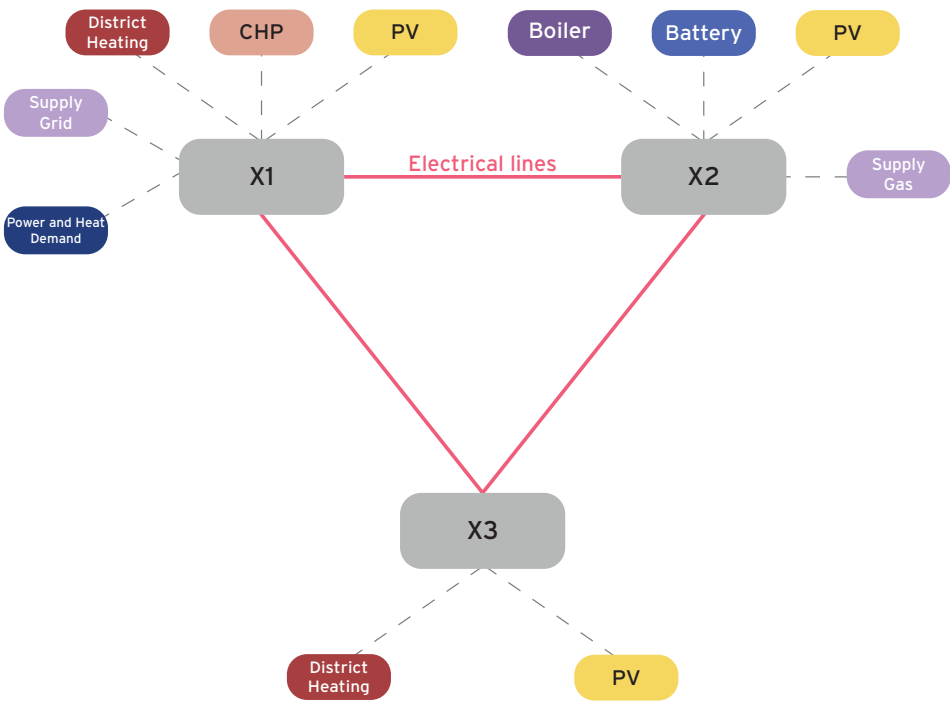 District
Heating
CHP
PV
Boiler
Battery
PV
Supply
Grid
X1
Electrical lines
X2
Supply
Gas
Power and Heat
Demand
X3
District
Heating
PV